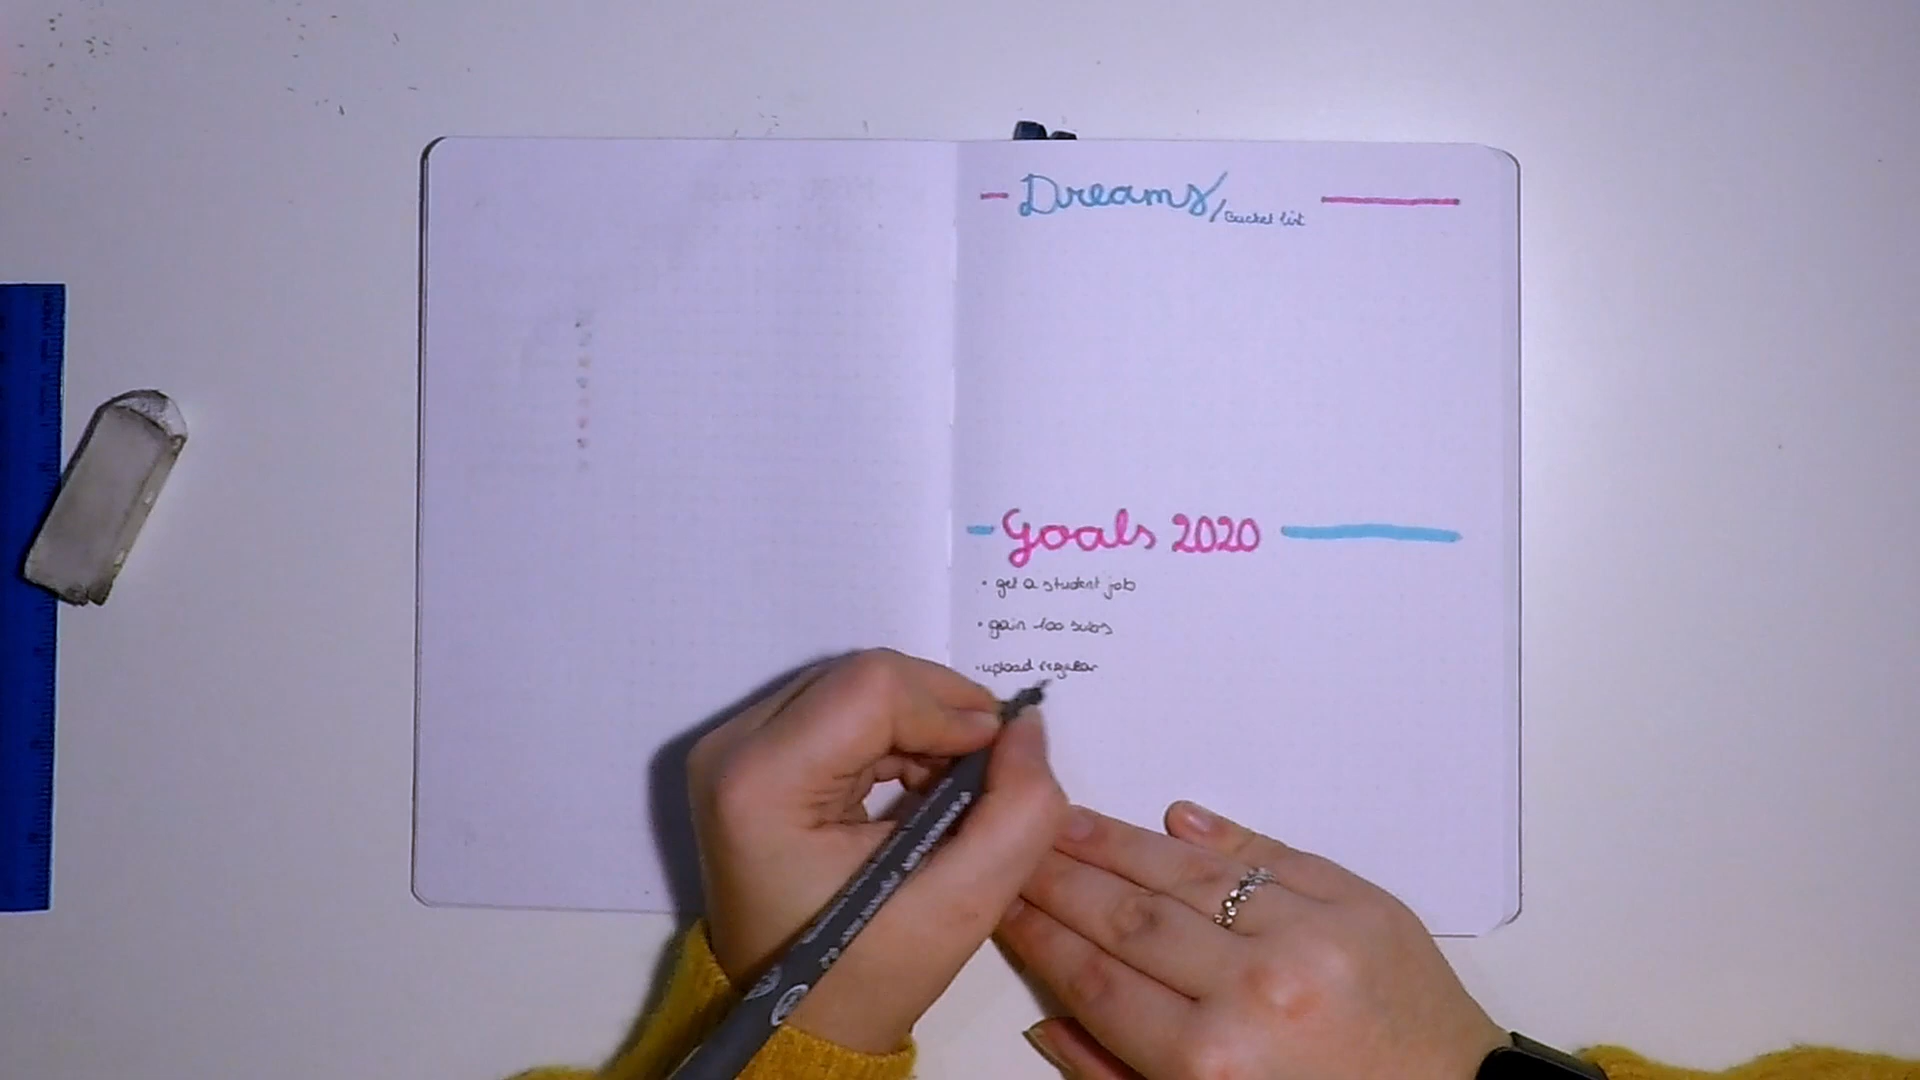 Dreams/Bucket list
Goals 2020
• get a student job
• gain 100 subs
• upload regular